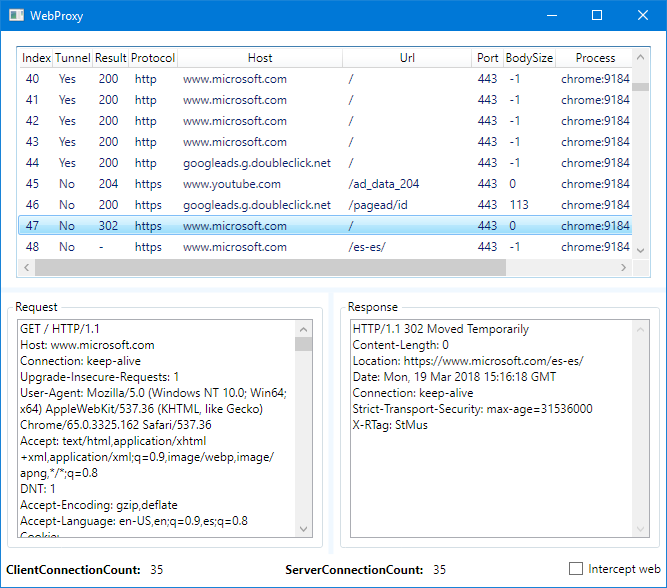 WebProxy
Index Tunnel Result Protocol Host Url Port BodySize Process
40 Yes 200 http www.microsoft.com / 443 -1 chrome:9184
41 Yes 200 http www.microsoft.com / 443 -1 chrome:9184
42 Yes 200 http www.microsoft.com / 443 -1 chrome:9184
43 Yes 200 http www.microsoft.com / 443 -1 chrome:9184
44 Yes 200 http googleads.g.doubleclick.net / 443 -1 chrome:9184
45 No 204 https www.youtube.com /ad_data_204 443 0 chrome:9184
46 No 200 https googleads.g.doubleclick.net /pagead/id 443 113 chrome:9184
47 No 302 https www.microsoft.com / 443 0 chrome:9184
48 No - https www.microsoft.com /es-es/ 443 -1 chrome:9184
Request
GET / HTTP/1.1
Host: www.microsoft.com
Connection: keep-alive
Upgrade-Insecure-Requests: 1
User-Agent: Mozilla/5.0 (Windows NT 10.0; Win64;
x64) AppleWebKit/537.36 (KHTML, like Gecko)
Chrome/65.0.3325.162 Safari/537.36
Accept: text/html,application/xhtml
+xml,application/xml;q=0.9,image/webp,image/
apng,*/*;q=0.8
DNT: 1
Accept-Encoding: gzip,deflate
Accept-Language: en-US,en;q=0.9,es;q=0.8
Cookie:
Response
HTTP/1.1 302 Moved Temporarily
Content-Length: 0
Location: https://www.microsoft.com/es-es/
Date: Mon, 19 Mar 2018 15:16:18 GMT
Connection: keep-alive
Strict-Transport-Security: max-age=31536000
X-RTag: StMus
ClientConnectionCount: 35 ServerConnectionCount: 35 Intercept web